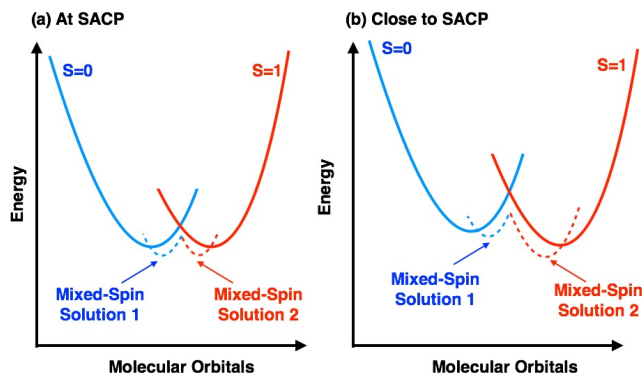 (a) At SACP
S=0
S=1
Energy
Mixed-Spin
Solution 1
Mixed-Spin
Solution 2
Molecular Orbitals
(b) Close to SACP
S=0
S=1
Energy
Mixed-Spin
Solution 1
Mixed-Spin
Solution 2
Molecular Orbitals